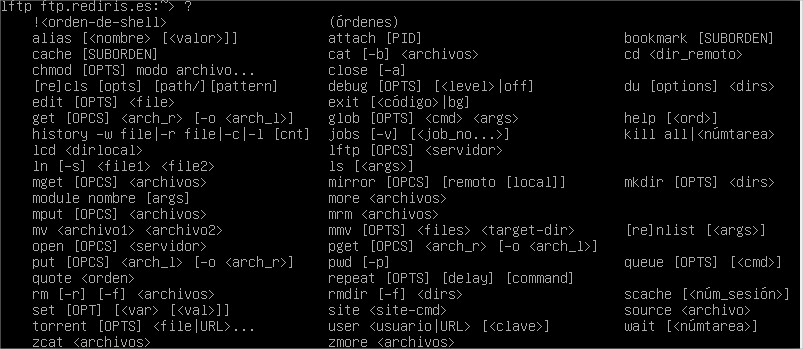 lftp ftp.rediris.es:~> ?
!<orden-de-shell> (órdenes)
alias [<nombre> [<valor>]] attach [PID] bookmark [SUBORDEN]
cache [SUBORDEN] cat [-b] <archivos> cd <dir_remoto>
chmod [OPTS] modo archivo... close [-a]
[re]cls [opts] [path/][pattern] debug [OPTS] [<level>|off] du [options] <dirs>
edit [OPTS] <file> exit [<código>|bg]
get [OPCS] <arch_r> [-o <arch_l>] glob [OPTS] <cmd> <args> help [<ord>]
history -w file|-r file|-c|-l [cnt] jobs [-v] [<job_no...>] kill all|<númtarea>
lcd <dirlocal> lftp [OPCS] <servidor>
ln [-s] <file1> <file2> ls [<args>]
mget [OPCS] <archivos> mirror [OPCS] [remoto [local]] mkdir [OPTS] <dirs>
module nombre [args] more <archivos>
mput [OPCS] <archivos> mrm <archivos>
mv <archivo1> <archivo2> mmv [OPTS] <files> <target-dir> [re]nlist [<args>]
open [OPCS] <servidor> pget [OPCS] <arch_r> [-o <arch_l>]
put [OPCS] <arch_l> [-o <arch_r>] pwd [-p] queue [OPTS] [<cmd>]
quote <orden> repeat [OPTS] [delay] [command]
rm [-r] [-f] <archivos> rmdir [-f] <dirs> scache [<núm_sesión>]
set [OPT] [<var> [<val>]] site <site-cmd> source <archivo>
torrent [OPTS] <file|URL>... user <usuario|URL> [<clave>] wait [<númtarea>]
zcat <archivos> zmore <archivos>